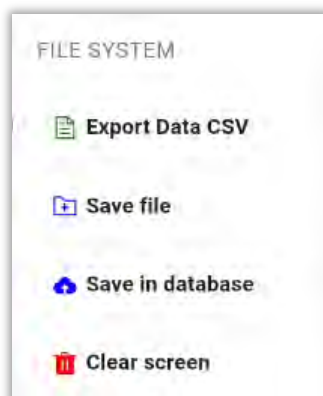 FILE SYSTEM
Export Data CSV
Save file
Save in database
Clear screen